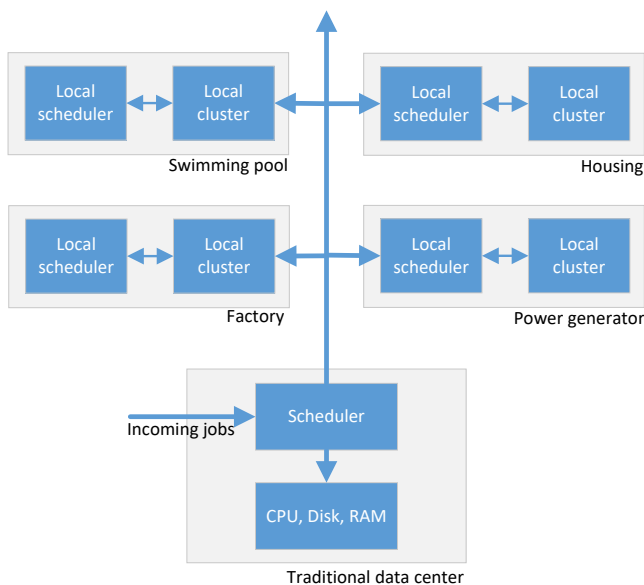 Local
scheduler
Local
cluster
Swimming pool
Local
scheduler
Local
cluster
Housing
Local
scheduler
Local
cluster
Factory
Local
scheduler
Local
cluster
Power generator
Incoming jobs
Scheduler
CPU, Disk, RAM
Traditional data center